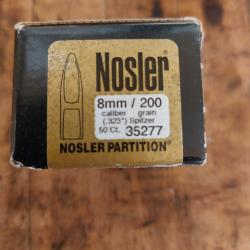 Nosler®
8mm / 200
caliber grain
(.323") Spitzer
50 Ct. 35277
NOSLER PARTITION®